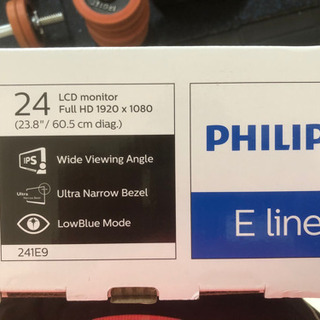 24 LCD monitor
Full HD 1920 x 1080
(23.8"/ 60.5 cm diag.)
IPS
Wide Viewing Angle
Ultra
Ultra Narrow Bezel
LowBlue Mode
241E9
PHILIP
E line